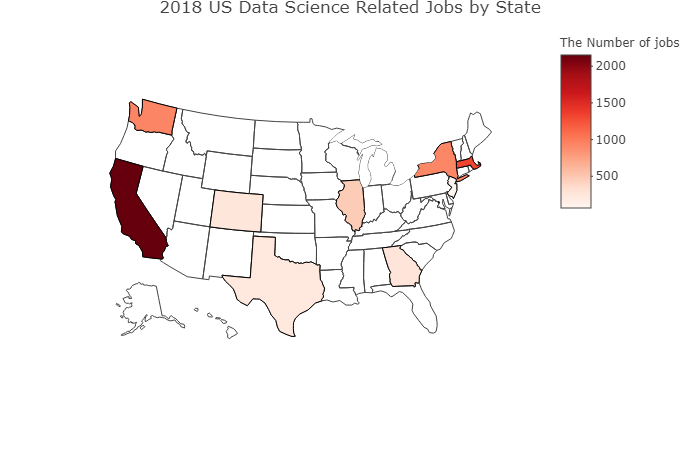 2018 US Data Science Related Jobs by State
The Number of jobs
2000
1500
1000
500